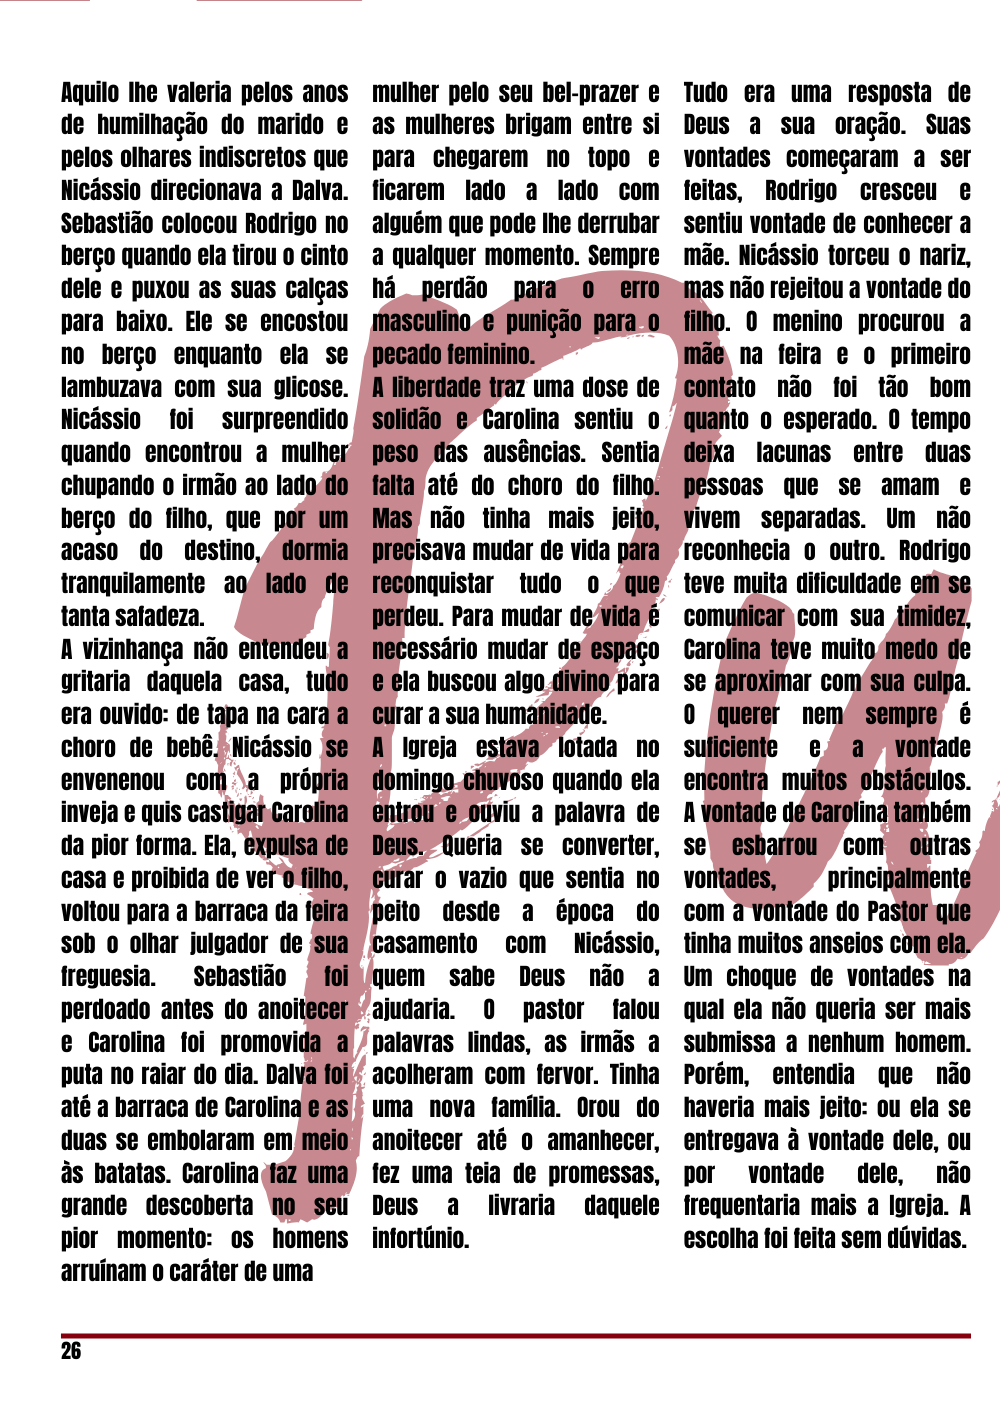 Aquilo lhe valeria pelos anos
de humilhação do marido e
pelos olhares indiscretos que
Nicássio direcionava a Dalva.
Sebastião colocou Rodrigo no
berço quando ela tirou o cinto
dele e puxou as suas calças
para baixo. Ele se encostou
no berço enquanto ela se
lambuzava com sua glicose.
Nicássio foi surpreendido
quando encontrou a mulher
chupando o irmão ao lado do
berço do filho, que por um
acaso do destino, dormia
tranquilamente ao lado de
tanta safadeza.
A vizinhança não entendeu a
gritaria daquela casa, tudo
era ouvido: de tapa na cara a
choro de bebê. Nicássio se
envenenou com a própria
inveja e quis castigar Carolina
da pior forma. Ela, expulsa de
casa e proibida de ver o filho,
voltou para a barraca da feira
sob o olhar julgador de sua
freguesia. Sebastião foi
perdoado antes do anoitecer
e Carolina foi promovida a
puta no raiar do dia. Dalva foi
até a barraca de Carolina e as
duas se embolaram em meio
às batatas. Carolina faz uma
grande descoberta no seu
pior momento: os homens
arruínam o caráter de uma
mulher pelo seu bel-prazer e
as mulheres brigam entre si
para chegarem no topo e
ficarem lado a lado com
alguém que pode lhe derrubar
a qualquer momento. Sempre
há perdão para o erro
masculino e punição para o
pecado feminino.
A liberdade traz uma dose de
solidão e Carolina sentiu o
peso das ausências. Sentia
falta até do choro do filho.
Mas não tinha mais jeito,
precisava mudar de vida para
reconquistar tudo o que
perdeu. Para mudar de vida é
necessário mudar de espaço
e ela buscou algo divino para
curar a sua humanidade.
A Igreja estava lotada no
domingo chuvoso quando ela
entrou e ouviu a palavra de
Deus. Queria se converter,
curar o vazio que sentia no
peito desde a época do
casamento com Nicássio,
quem sabe Deus não a
ajudaria. O pastor falou
palavras lindas, as irmãs a
acolheram com fervor. Tinha
uma nova família. Orou do
anoitecer até o amanhecer,
fez uma teia de promessas,
Deus a livraria daquele
infortúnio.
Tudo era uma resposta de
Deus a sua oração. Suas
vontades começaram a ser
feitas, Rodrigo cresceu e
sentiu vontade de conhecer a
mãe. Nicássio torceu o nariz,
mas não rejeitou a vontade do
filho. O menino procurou a
mãe na feira e o primeiro
contato não foi tão bom
quanto o esperado. O tempo
deixa lacunas entre duas
pessoas que se amam e
vivem separadas. Um não
reconhecia o outro. Rodrigo
teve muita dificuldade em se
comunicar com sua timidez,
Carolina teve muito medo de
se aproximar com sua culpa.
O querer nem sempre é
suficiente e a vontade
encontra muitos obstáculos.
A vontade de Carolina também
se esbarrou com outras
vontades, principalmente
com a vontade do Pastor que
tinha muitos anseios com ela.
Um choque de vontades na
qual ela não queria ser mais
submissa a nenhum homem.
Porém, entendia que não
haveria mais jeito: ou ela se
entregava à vontade dele, ou
por vontade dele, não
frequentaria mais a Igreja. A
escolha foi feita sem dúvidas.
Pu
26